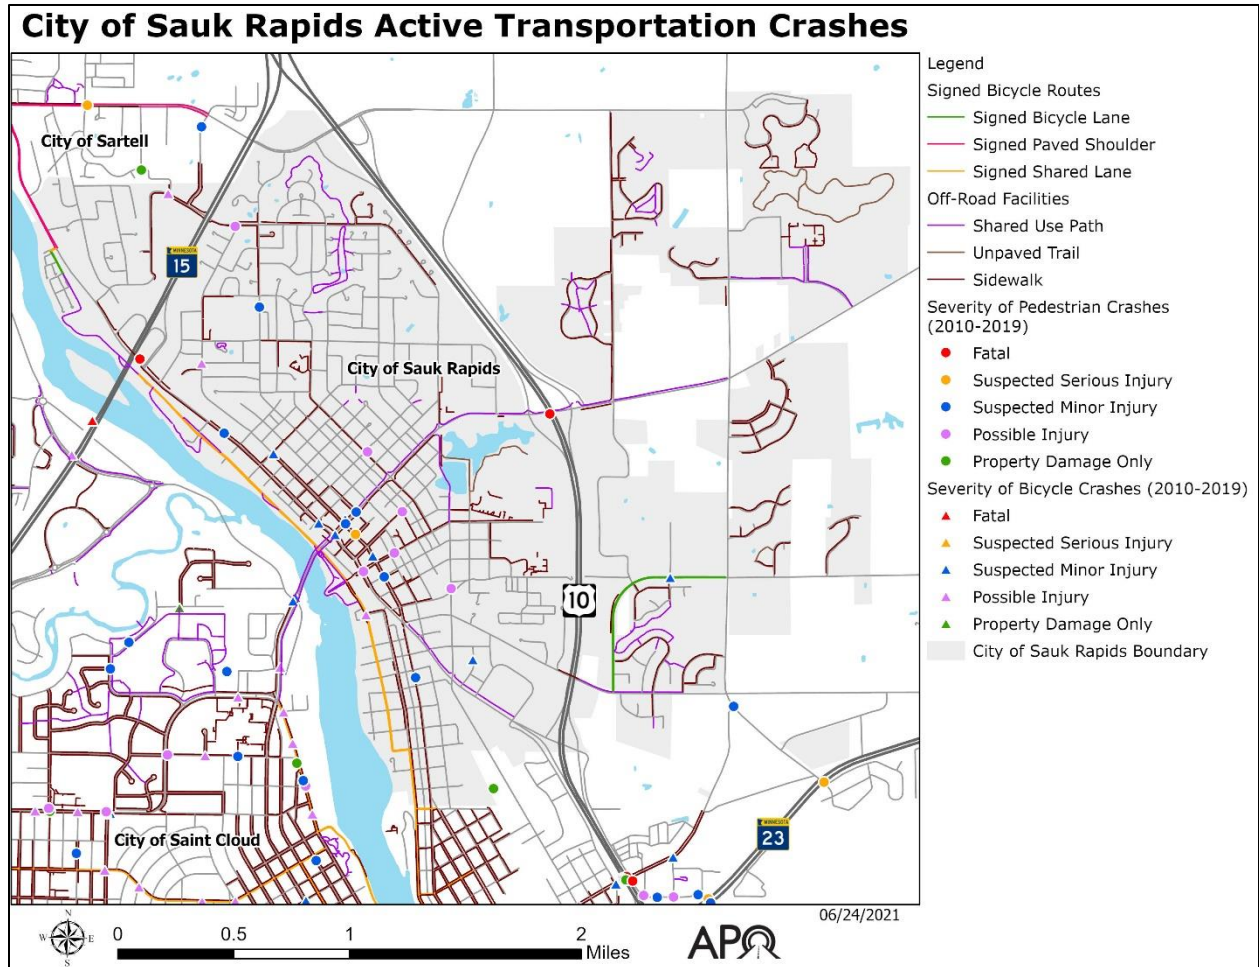 City of Sauk Rapids Active Transportation Crashes
City of Sartell
MINNESOTA
15
City of Sauk Rapids
10
City of Saint Cloud
MINNESOTA
23
Legend
Signed Bicycle Routes
Signed Bicycle Lane
Signed Paved Shoulder
Signed Shared Lane
Off-Road Facilities
Shared Use Path
Unpaved Trail
Sidewalk
Severity of Pedestrian Crashes
(2010-2019)
Fatal
Suspected Serious Injury
Suspected Minor Injury
Possible Injury
Property Damage Only
Severity of Bicycle Crashes (2010-2019)
Fatal
Suspected Serious Injury
Suspected Minor Injury
Possible Injury
Property Damage Only
City of Sauk Rapids Boundary
06/24/2021
N
W E
S
0 0.5 1 2
Miles
APO